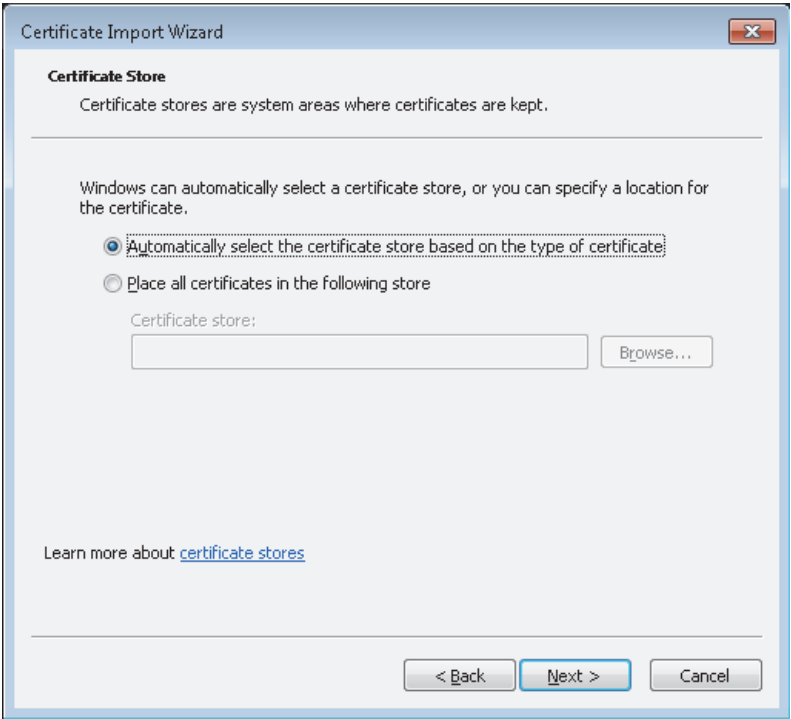 Certificate Import Wizard
Certificate Store
Certificate stores are system areas where certificates are kept.
Windows can automatically select a certificate store, or you can specify a location for
the certificate.
Automatically select the certificate store based on the type of certificate
Place all certificates in the following store
Certificate store:
Browse...
Learn more about certificate stores
< Back Next > Cancel